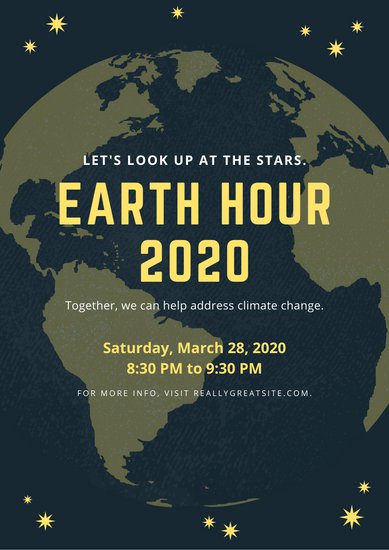 LET'S LOOK UP AT THE STARS.
EARTH HOUR
2020
Together, we can help address climate change.
Saturday, March 28, 2020
8:30 PM to 9:30 PM
FOR MORE INFO, VISIT REALLYGREATSITE.COM.